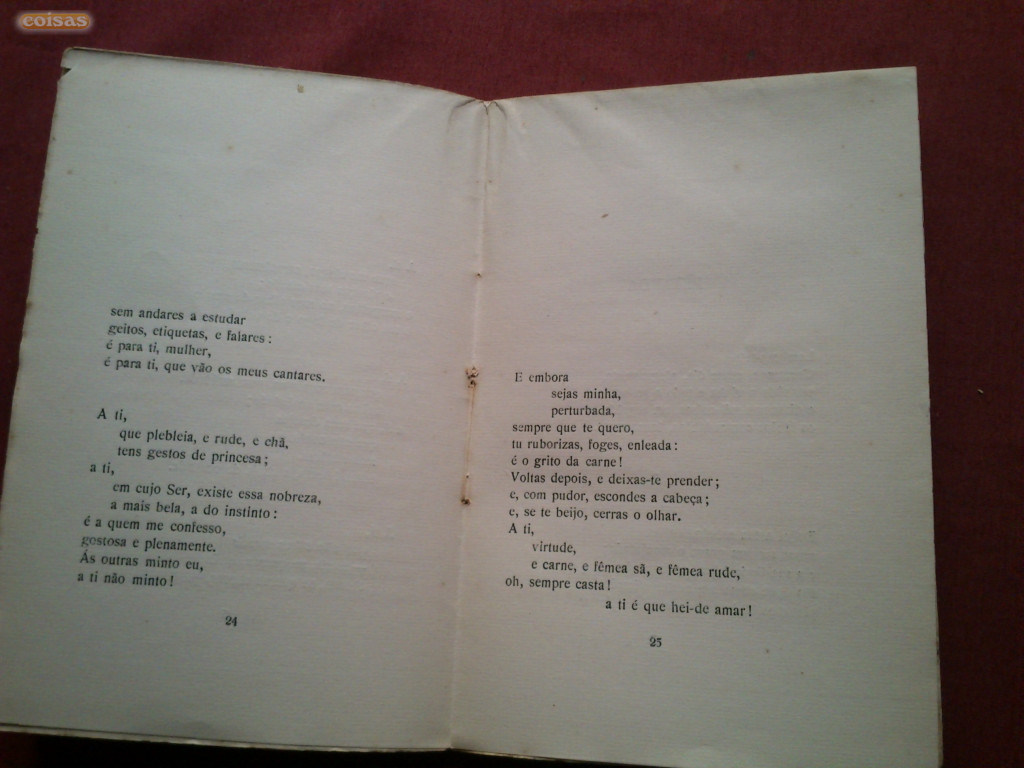 coisas
sem andares a estudar
geitos, etiquetas, e falares:
é para ti, mulher,
é para ti, que vão os meus cantares.
A ti,
que plebleia, e rude, e chã,
tens gestos de princesa;
a ti,
em cujo Ser, existe essa nobreza,
a mais bela, a do instinto:
é a quem me confesso,
gostosa e plenamente.
Ás outras minto eu,
a ti não minto!
24
E embora
sejas minha,
perturbada,
sempre que te quero,
tu ruborizas, foges, enleada:
é o grito da carne!
Voltas depois, e deixas-te prender;
e, com pudor, escondes a cabeça;
e, se te beijo, cerras o olhar.
A ti,
virtude,
e carne, e fêmea sã, e fêmea rude,
oh, sempre casta!
a ti é que hei-de amar!
25